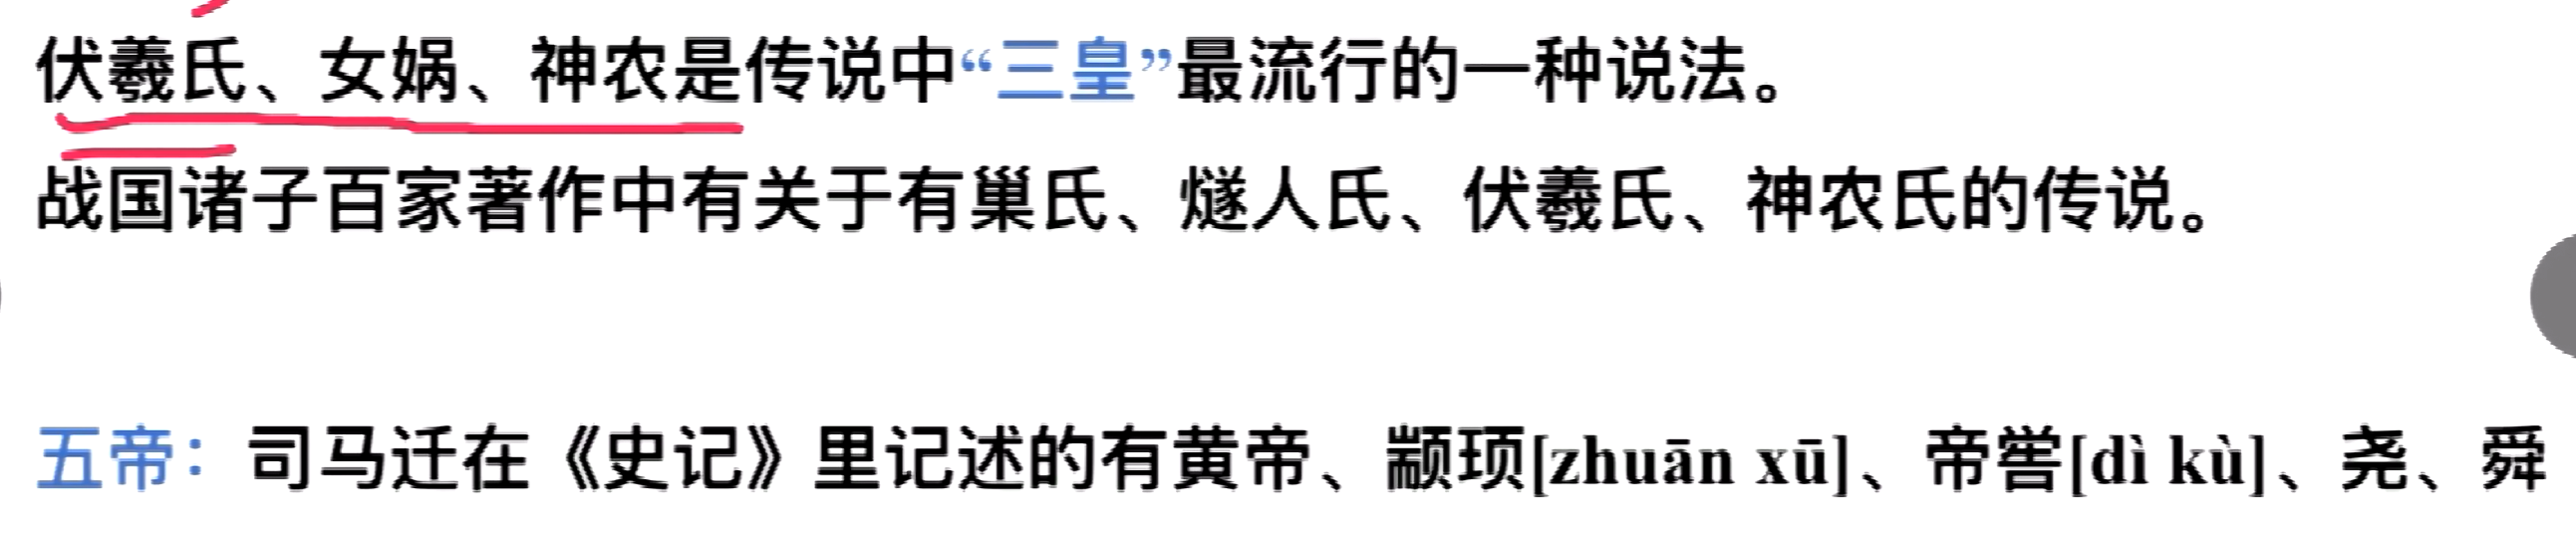 伏羲氏、女娲、神农是传说中“三皇”最流行的一种说法。
战国诸子百家著作中有关于有巢氏、燧人氏、伏羲氏、神农氏的传说。
五帝：司马迁在《史记》里记述的有黄帝、颛顼[zhuān xū]、帝喾[dì kù]、尧、舜